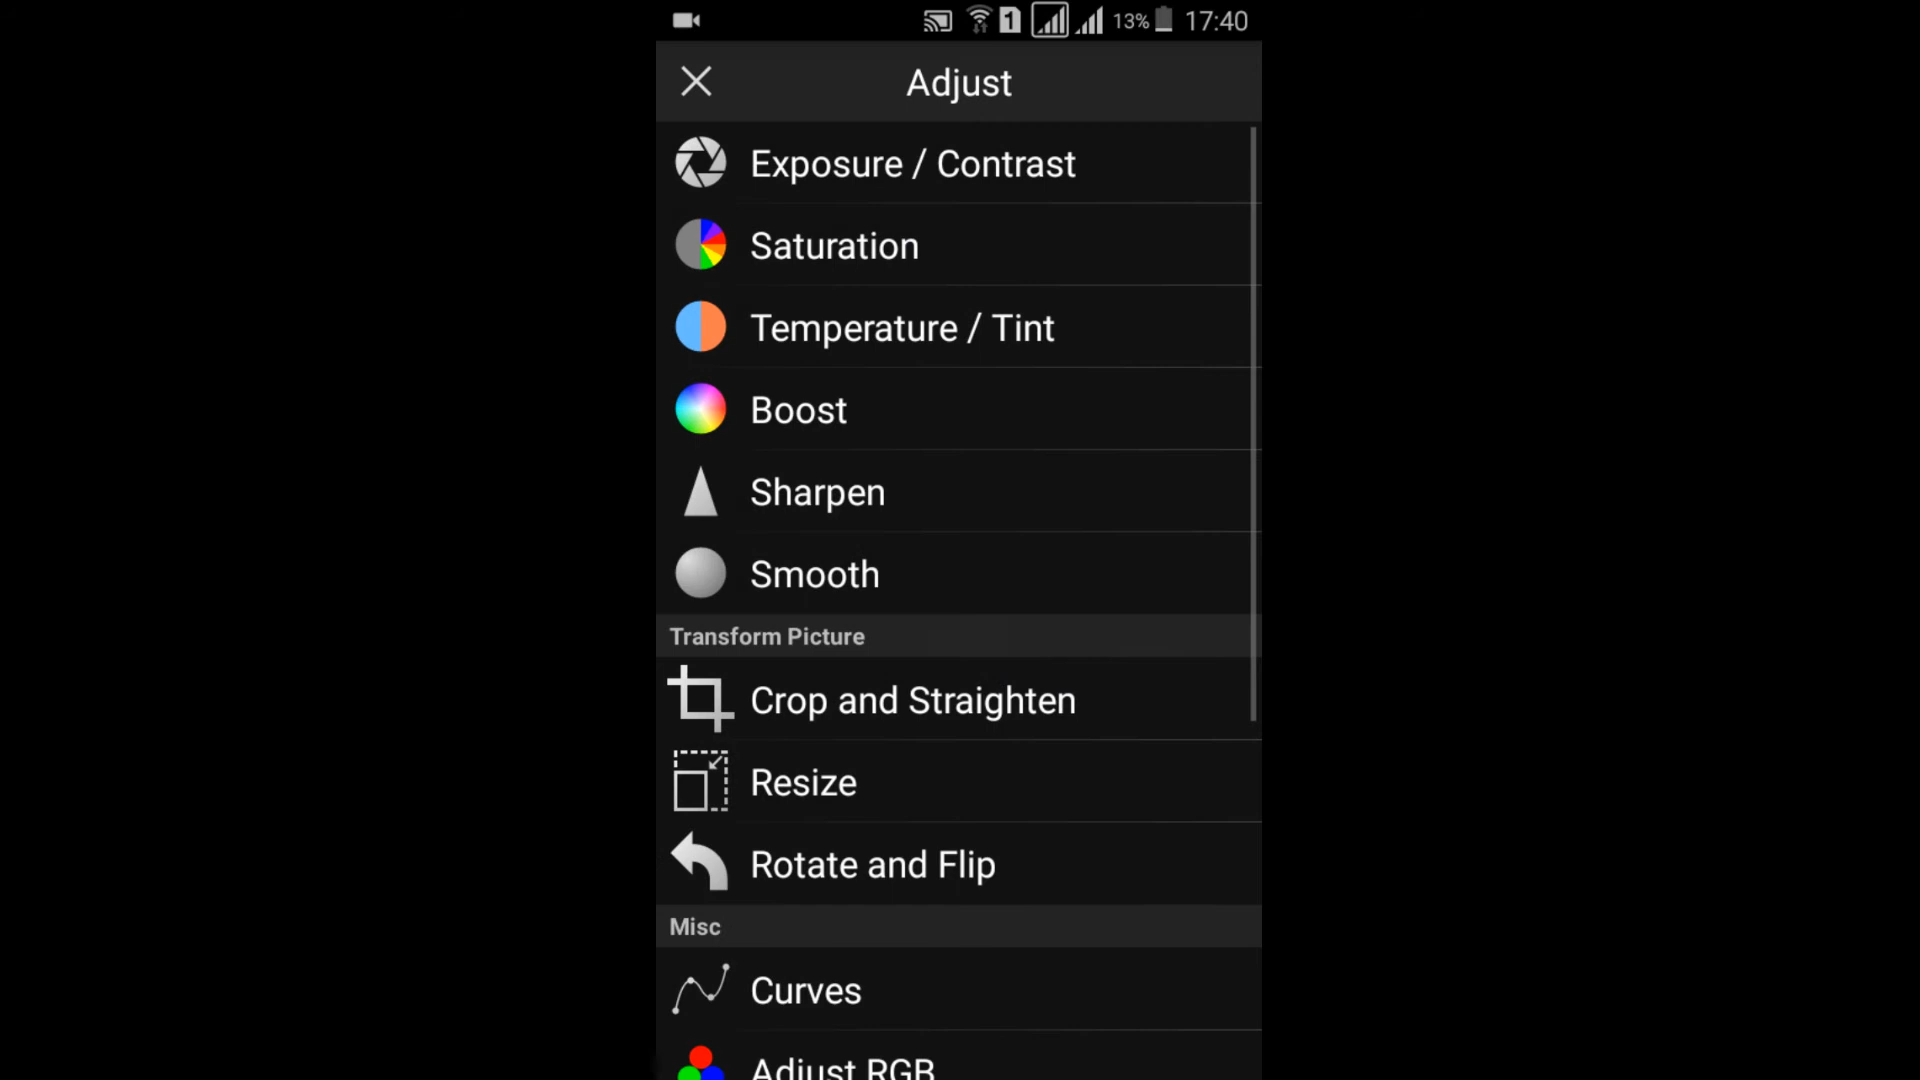 1 13% 17:40
Adjust
Exposure / Contrast
Saturation
Temperature / Tint
Boost
Sharpen
Smooth
Transform Picture
Crop and Straighten
Resize
Rotate and Flip
Misc
Curves
Adjust RGB